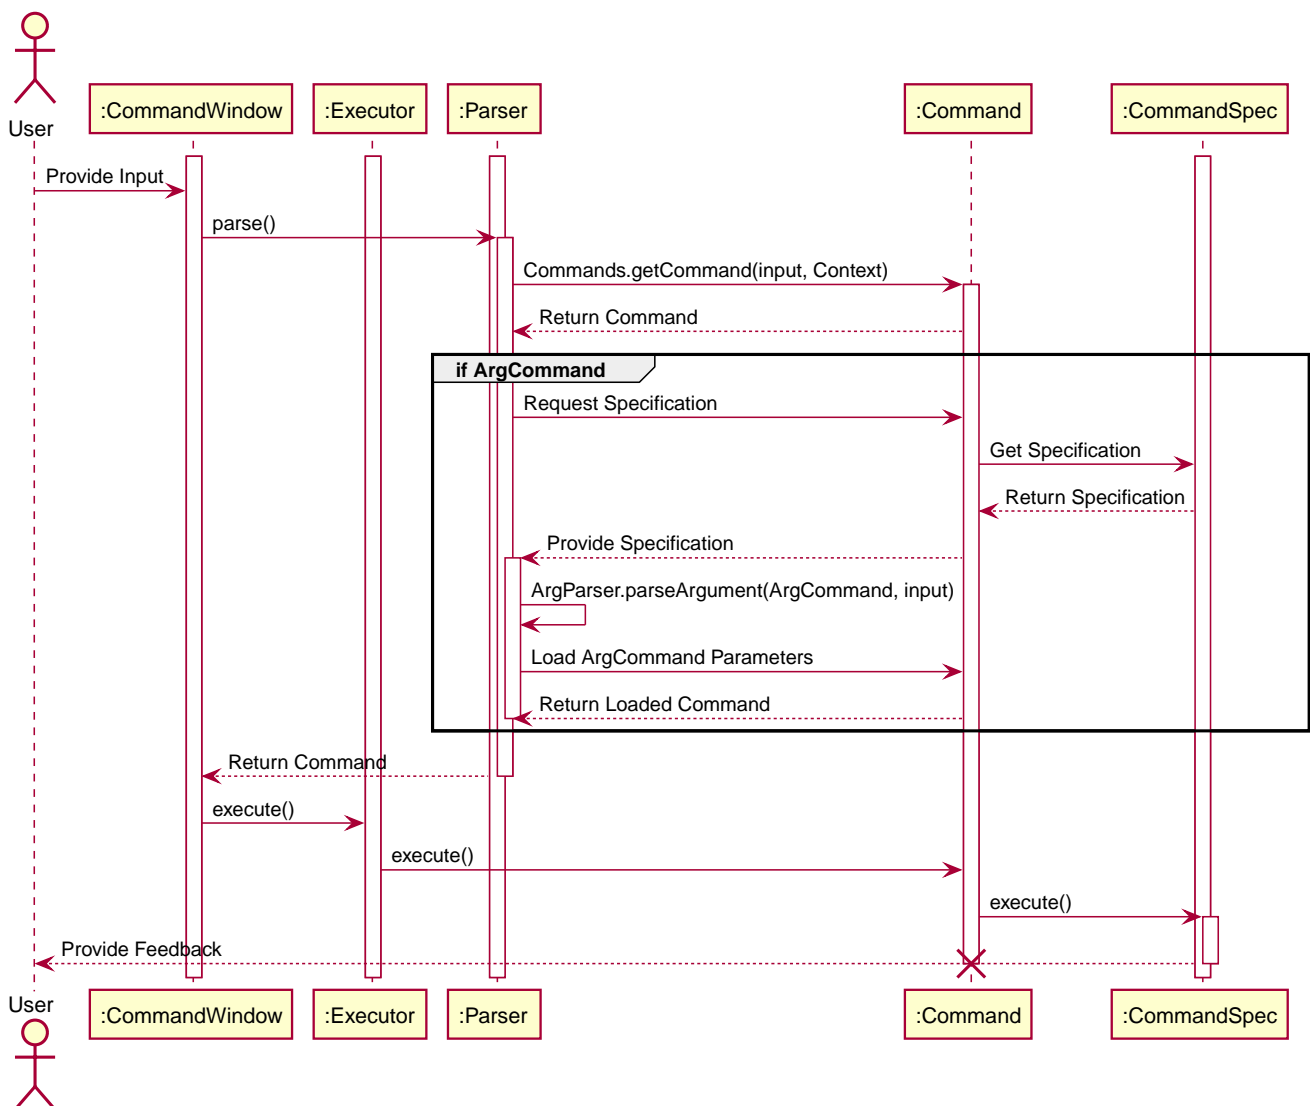 User
:CommandWindow
:Executor
:Parser
:Command
:CommandSpec
Provide Input
parse()
Commands.getCommand(input, Context)
Return Command
if ArgCommand
Request Specification
Get Specification
Return Specification
Provide Specification
ArgParser.parseArgument(ArgCommand, input)
Load ArgCommand Parameters
Return Loaded Command
Return Command
execute()
execute()
execute()
Provide Feedback
User
:CommandWindow
:Executor
:Parser
:Command
:CommandSpec